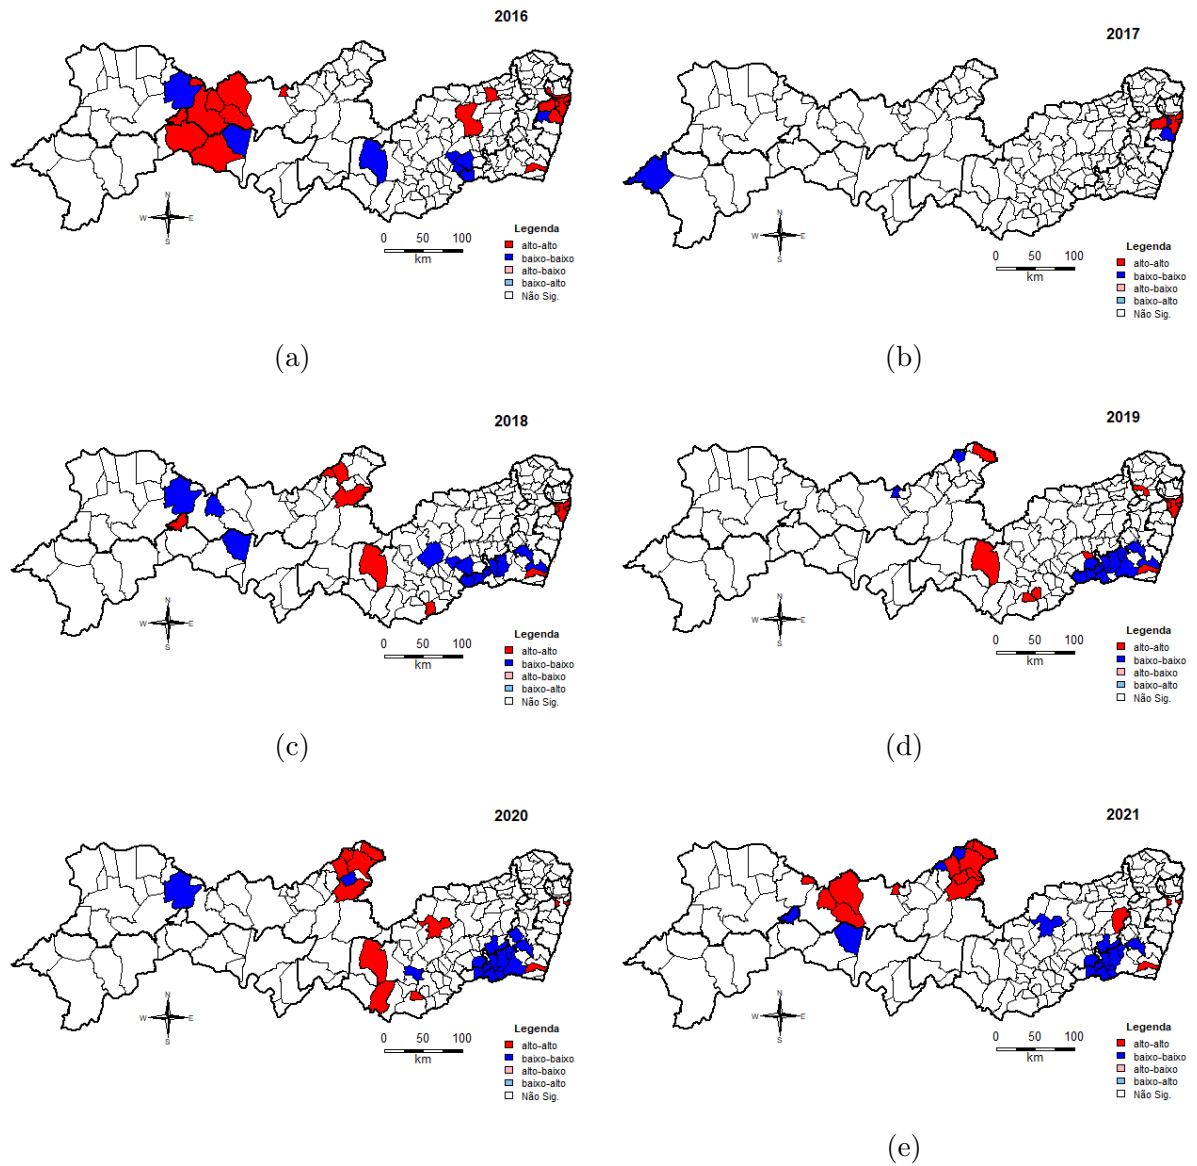 2016
N
W E
S
0 50 100
km
Legenda
alto-alto
baixo-baixo
alto-baixo
baixo-alto
Não Sig.
(a)
2017
N
W E
S
0 50 100
km
Legenda
alto-alto
baixo-baixo
alto-baixo
baixo-alto
Não Sig.
(b)
2018
N
W E
S
0 50 100
km
Legenda
alto-alto
baixo-baixo
alto-baixo
baixo-alto
Não Sig.
(c)
2019
N
W E
S
0 50 100
km
Legenda
alto-alto
baixo-baixo
alto-baixo
baixo-alto
Não Sig.
(d)
2020
N
W E
S
0 50 100
km
Legenda
alto-alto
baixo-baixo
alto-baixo
baixo-alto
Não Sig.
2021
N
W E
S
0 50 100
km
Legenda
alto-alto
baixo-baixo
alto-baixo
baixo-alto
Não Sig.
(e)